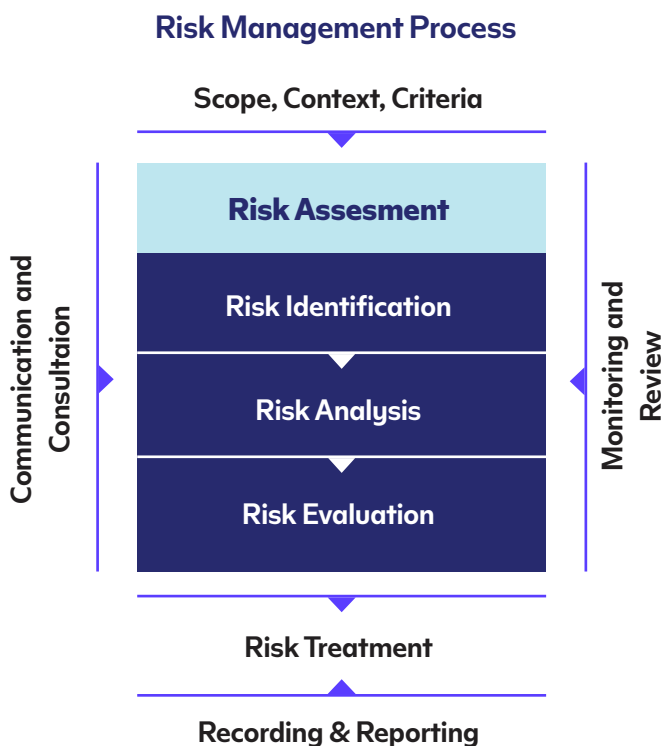 Risk Management Process
Scope, Context, Criteria
Communication and
Consultaion
Risk Assesment
Risk Identification
Risk Analysis
Risk Evaluation
Monitoring and
Review
Risk Treatment
Recording & Reporting